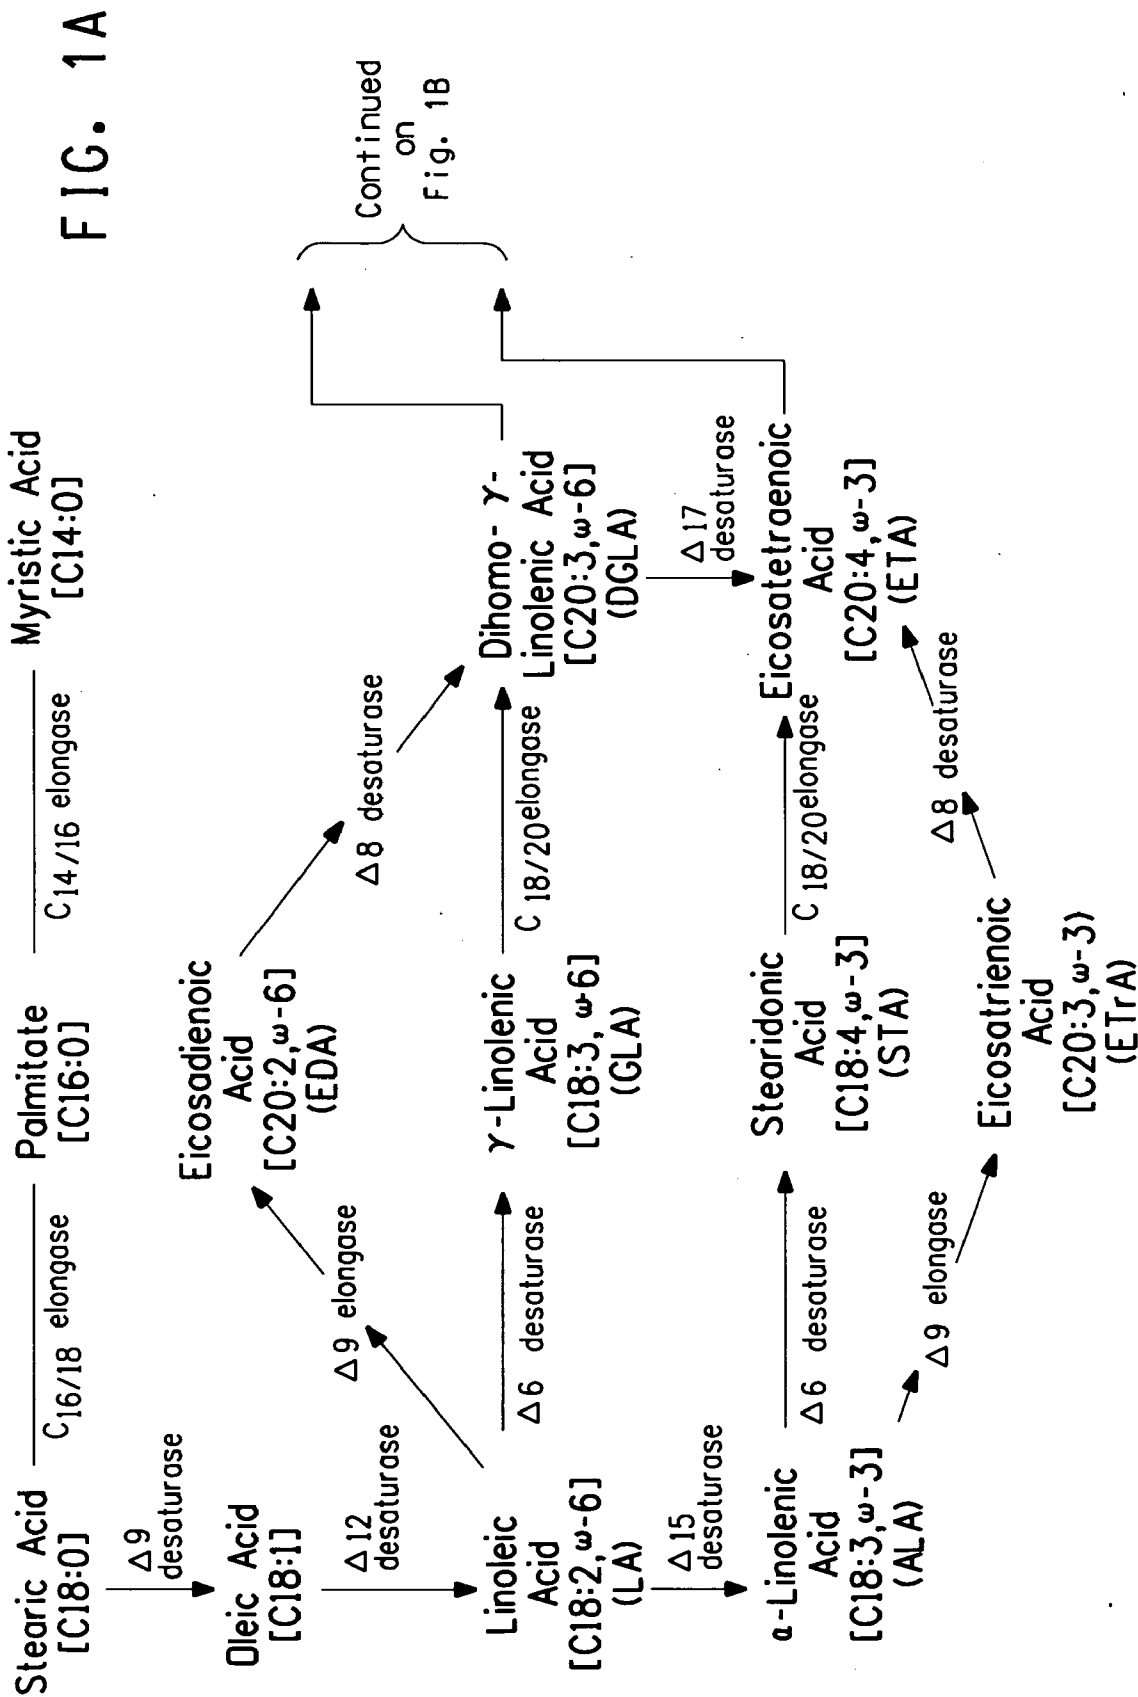 FIG. 1A
Stearic Acid
[C18:0]
C16/18 elongase
Palmitate
[C16:0]
C14/16 elongase
Myristic Acid
[C14:0]
Δ9
desaturase
Oleic Acid
[C18:1]
Δ12
desaturase
Δ9 elongase
Eicosadienoic
Acid
[C20:2,ω-6]
(EDA)
Δ8 desaturase
Continued
on
Fig. 1B
Linoleic
Acid
[C18:2,ω-6]
(LA)
Δ6 desaturase
γ-Linolenic
Acid
[C18:3, ω-6]
(GLA)
C18/20elongase
Dihomo- γ-
Linolenic Acid
[C20:3,ω-6]
(DGLA)
Δ15
desaturase
Δ17
desaturase
α-Linolenic
Acid
[C18:3,ω-3]
(ALA)
Δ6 desaturase
Stearidonic
Acid
[C18:4,ω-3]
(STA)
C18/20elongase
Eicosatetraenoic
Acid
[C20:4,ω-3]
(ETA)
Δ9 elongase
Eicosatrienoic
Acid
[C20:3,ω-3)
(ETrA)
Δ8 desaturase